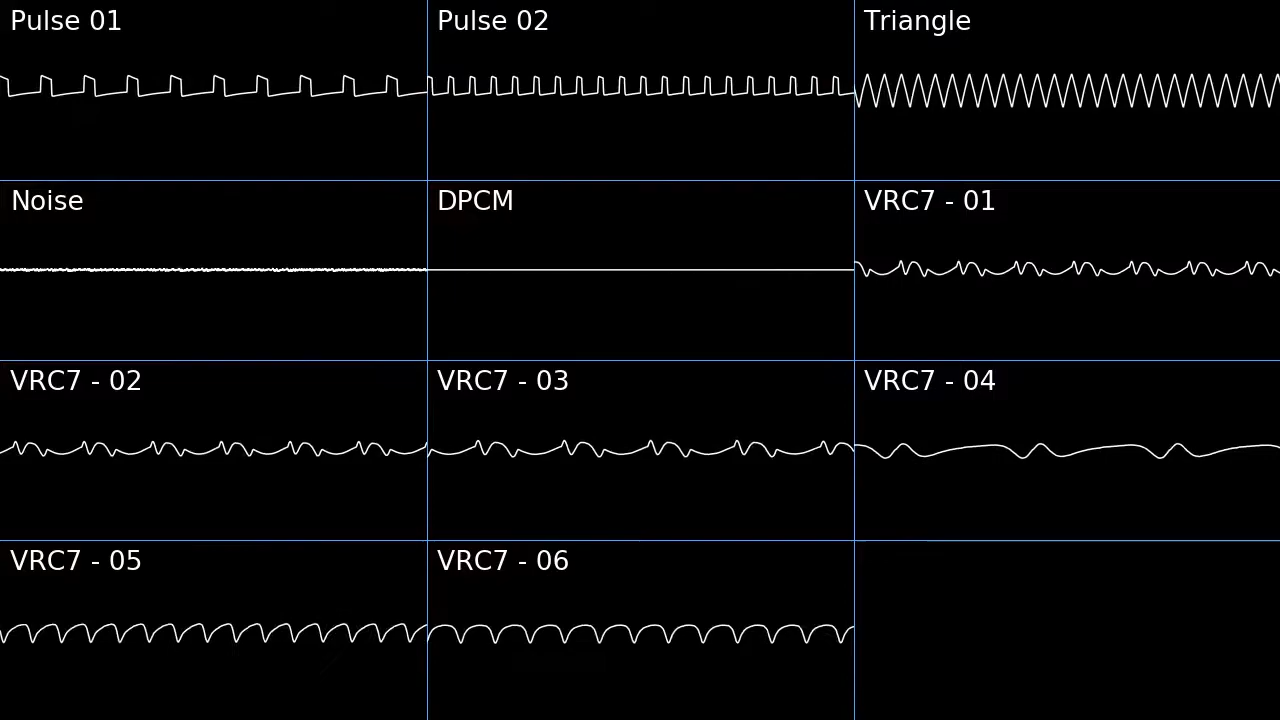 Pulse 01
Pulse 02
Triangle
Noise
DPCM
VRC7 - 01
VRC7 - 02
VRC7 - 03
VRC7 - 04
VRC7 - 05
VRC7 - 06